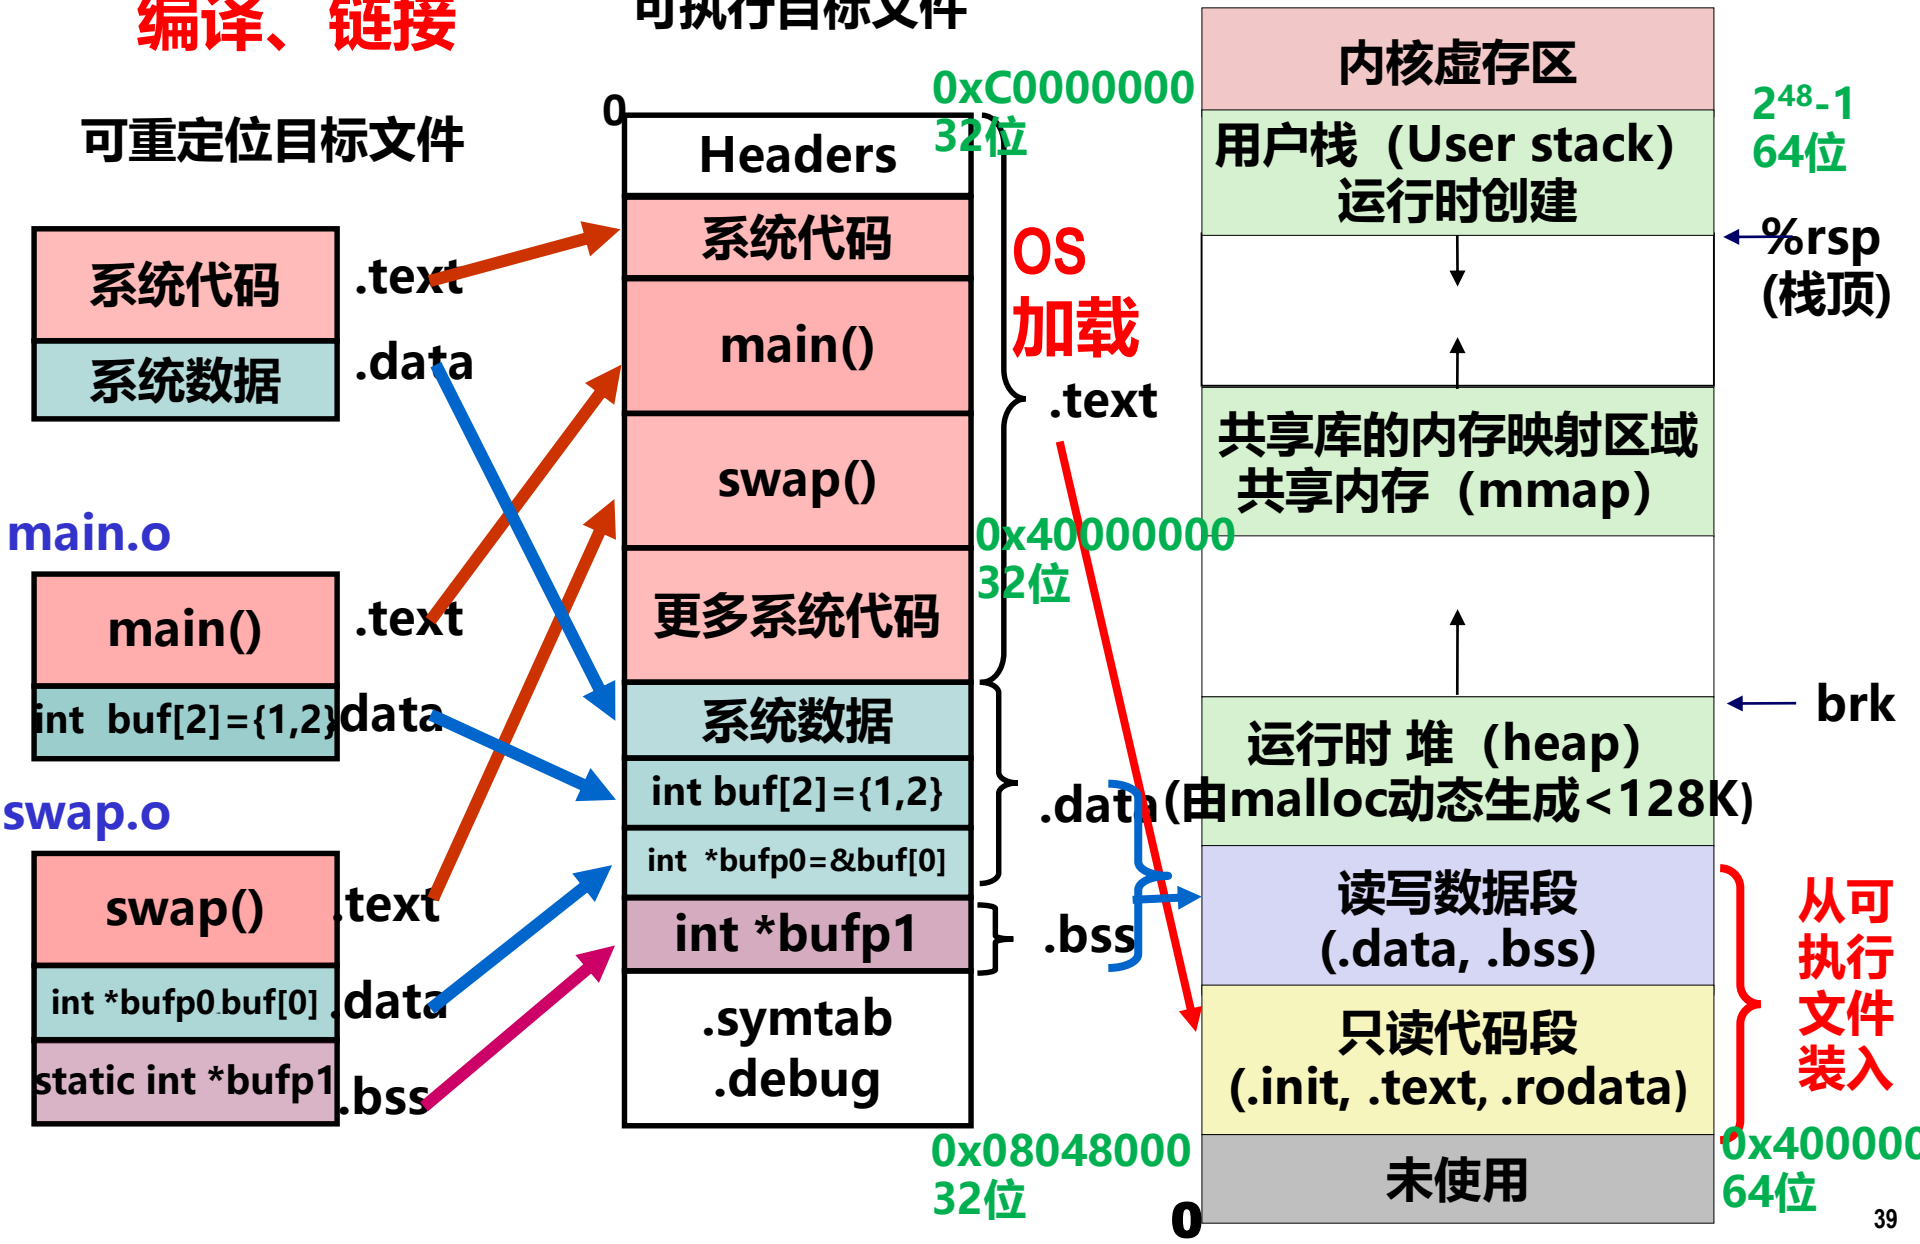 编译、链接
可执行目标文件
可重定位目标文件
系统代码
.text
系统数据
.data
main.o
main()
.text
int buf[2]={1,2}
.data
swap.o
swap()
.text
int *bufp0=&buf[0]
.data
static int *bufp1
.bss
0
Headers
系统代码
main()
swap()
更多系统代码
系统数据
int buf[2]={1,2}
int *bufp0=&buf[0]
int *bufp1
.symtab
.debug
OS
加载
.text
.data
.bss
0xC0000000
32位
0x40000000
32位
0x08048000
32位
0
内核虚存区
用户栈（User stack）
运行时创建
共享库的内存映射区域
共享内存（mmap）
运行时 堆（heap）
(由malloc动态生成<128K)
读写数据段
(.data, .bss)
只读代码段
(.init, .text, .rodata)
未使用
2⁴⁸-1
64位
%rsp
(栈顶)
brk
从可
执行
文件
装入
0x400000
64位
39